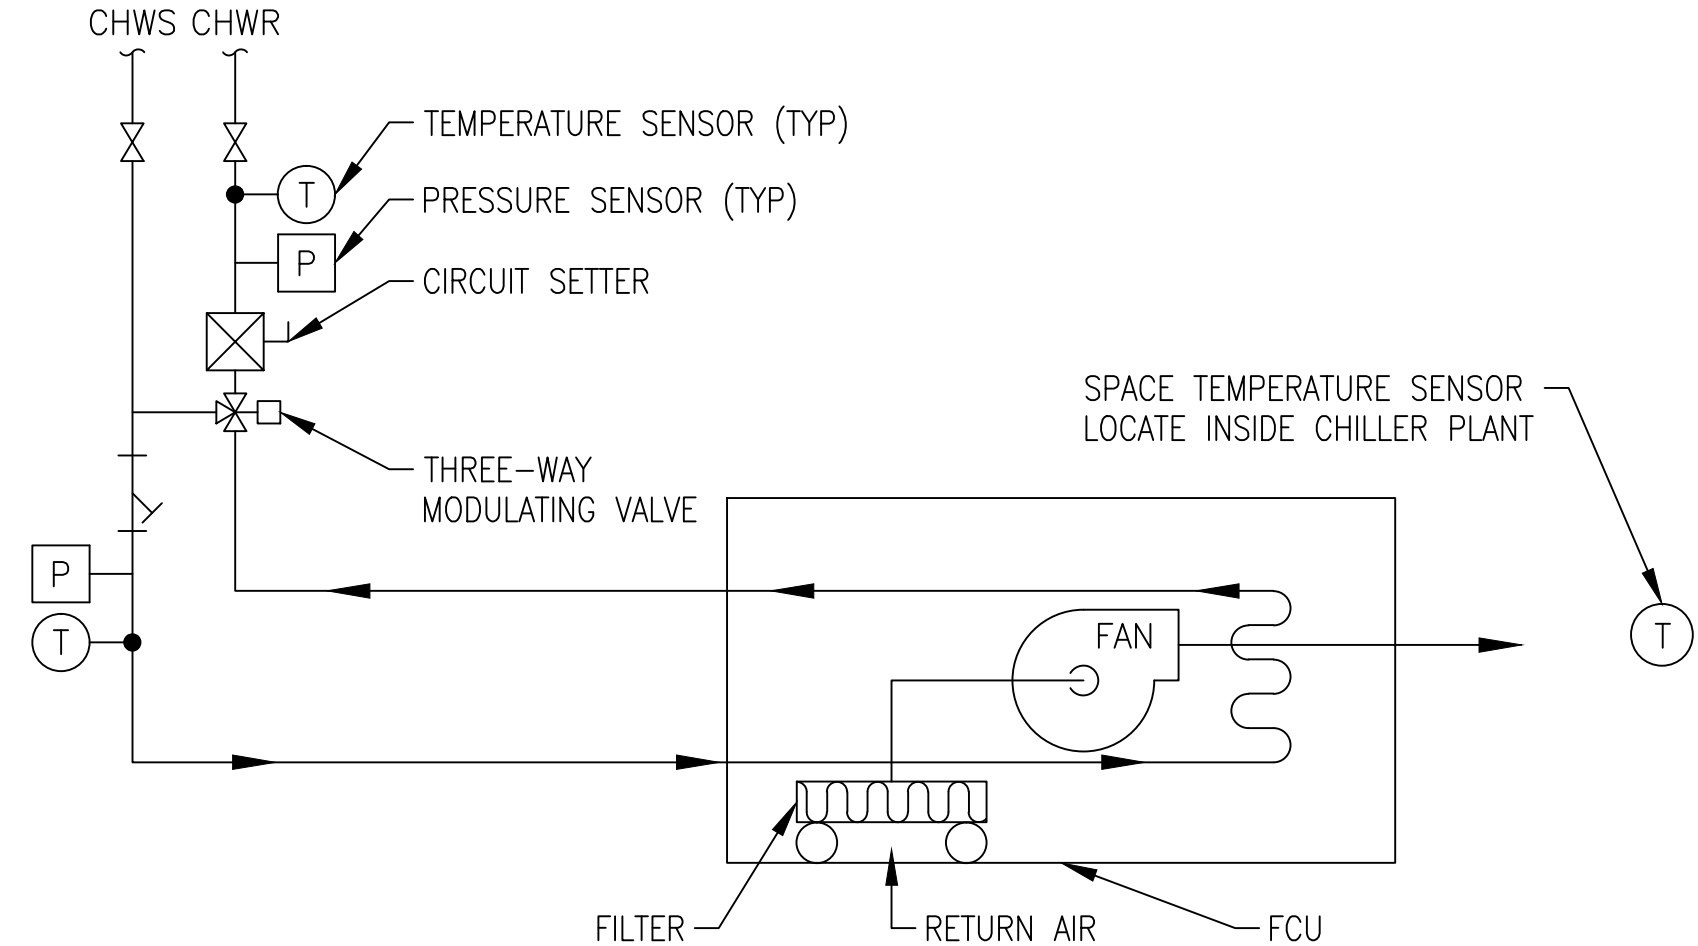 CHWS CHWR
TEMPERATURE SENSOR (TYP)
T
PRESSURE SENSOR (TYP)
P
CIRCUIT SETTER
SPACE TEMPERATURE SENSOR
LOCATE INSIDE CHILLER PLANT
THREE-WAY
MODULATING VALVE
P
T
FAN
T
FILTER
RETURN AIR
FCU